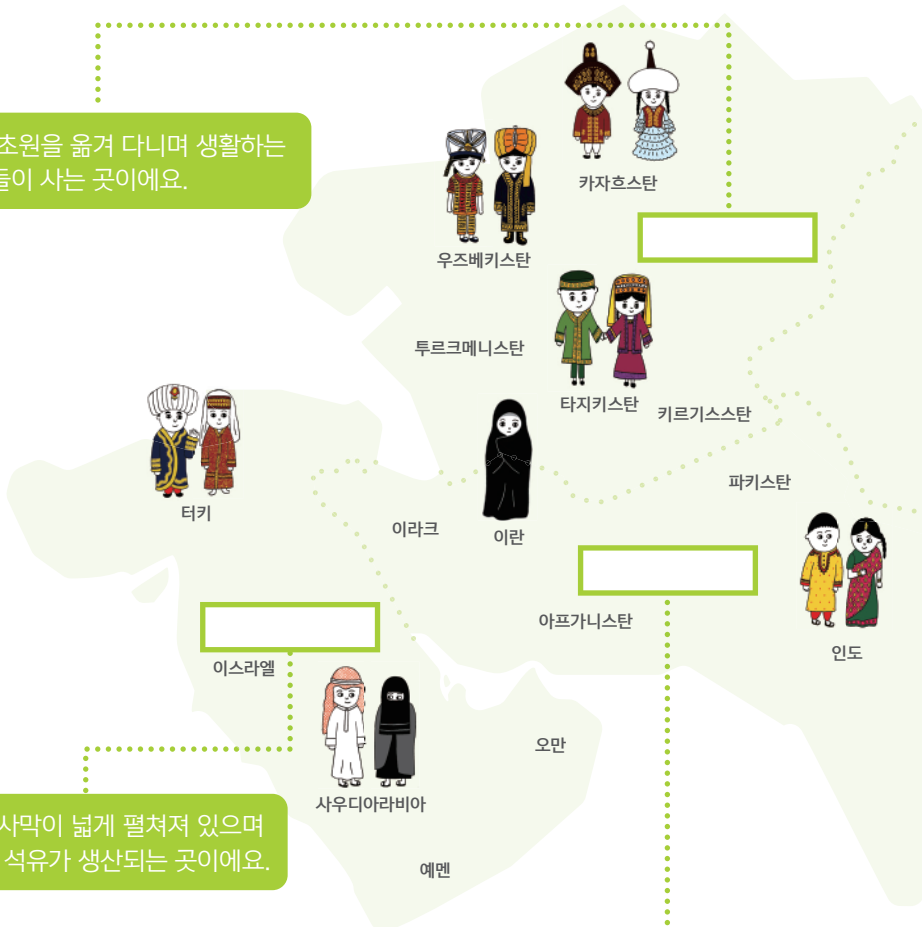 초원을 옮겨 다니며 생활하는
들이 사는 곳이에요.
카자흐스탄
우즈베키스탄
투르크메니스탄
타지키스탄
키르기스스탄
터키
파키스탄
이라크
이란
아프가니스탄
인도
이스라엘
오만
사우디아라비아
사막이 넓게 펼쳐져 있으며
석유가 생산되는 곳이에요.
예멘